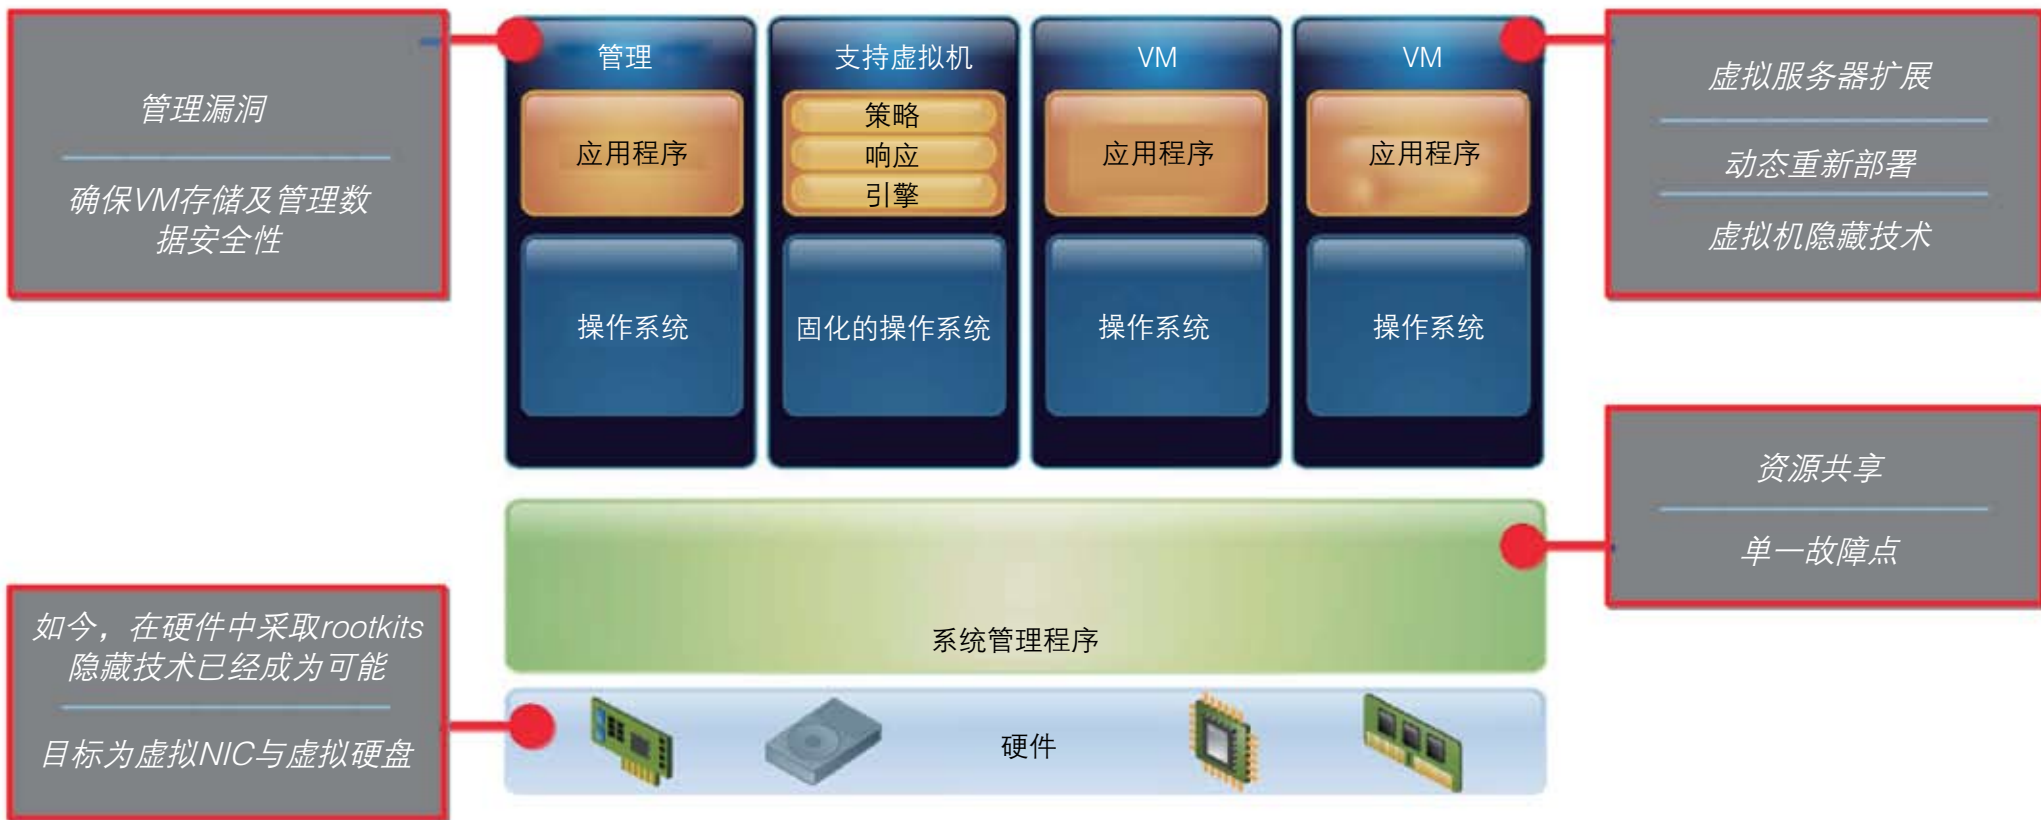 管理漏洞
确保VM存储及管理数
据安全性
管理
应用程序
操作系统
支持虚拟机
策略
响应
引擎
固化的操作系统
VM
应用程序
操作系统
VM
应用程序
操作系统
虚拟服务器扩展
动态重新部署
虚拟机隐藏技术
资源共享
单一故障点
系统管理程序
如今，在硬件中采取rootkits
隐藏技术已经成为可能
目标为虚拟NIC与虚拟硬盘
硬件